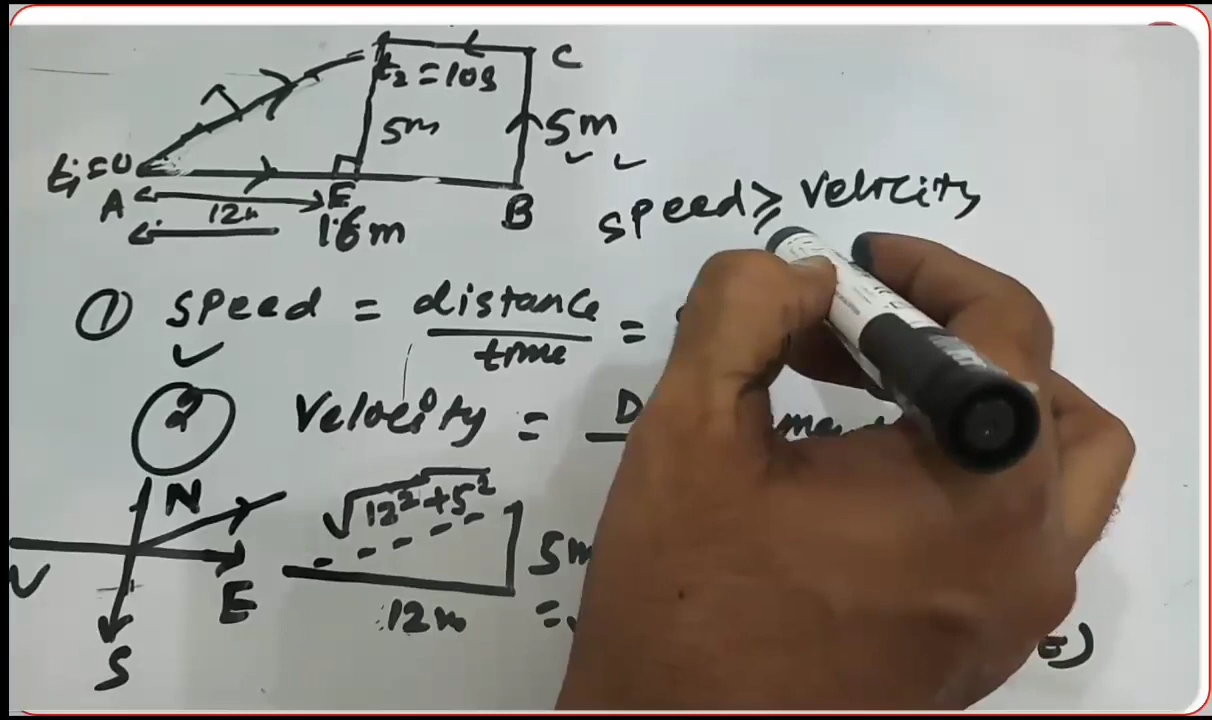 C
t₂ = 10s
5m
5m
t₁ = 0
A
12m
E
16m
B
speed ≥ velocity
① speed = distance
time
=
② Velocity = D
me
N
√12²+5²
5m
E
12m
=
S
E)